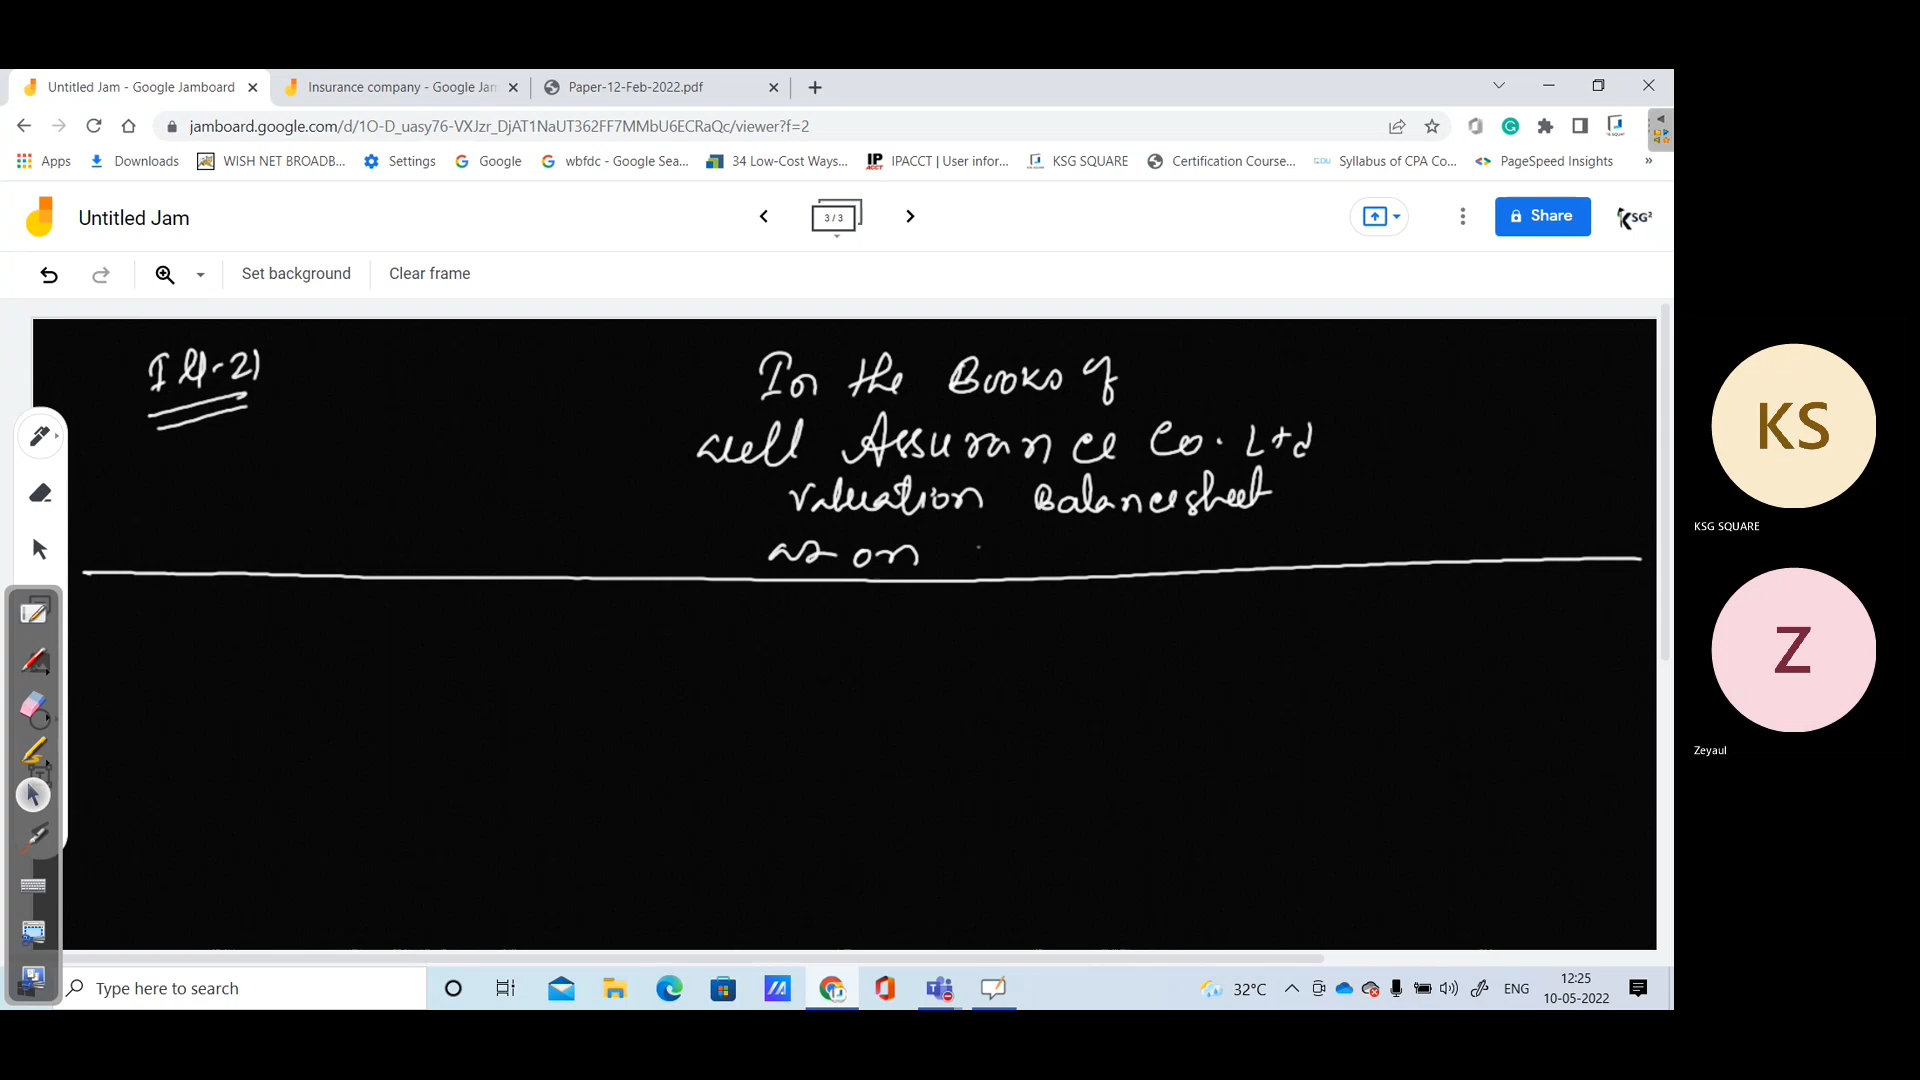 Untitled Jam - Google Jamboard
Insurance company - Google Jam
Paper-12-Feb-2022.pdf
jamboard.google.com/d/1O-D_uasy76-VXJzr_DjAT1NaUT362FF7MMbU6ECRaQc/viewer?f=2
Apps
Downloads
WISH NET BROADB...
Settings
Google
wbfdc - Google Sea...
34 Low-Cost Ways...
IPACCT | User infor...
KSG SQUARE
Certification Course...
Syllabus of CPA Co...
PageSpeed Insights
»
Untitled Jam
3 / 3
Share
KSG²
Set background
Clear frame
In the Books of
well Assurance Co. Ltd
Valuation Balancesheet
as on
KS
KSG SQUARE
Z
Zeyaul
Type here to search
32°C
ENG
12:25
10-05-2022